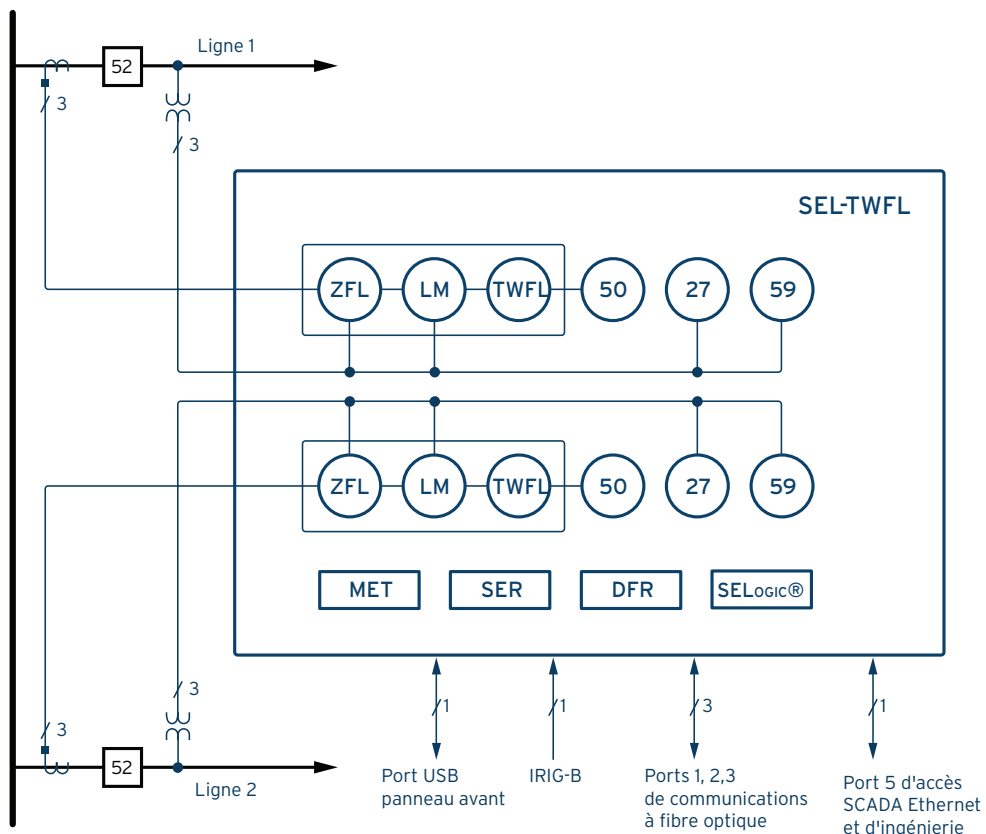 Ligne 1
52
3
3
SEL-TWFL
ZFL
LM
TWFL
50
27
59
ZFL
LM
TWFL
50
27
59
MET
SER
DFR
SELOGIC®
3
3
1
1
3
1
52
Ligne 2
Port USB
panneau avant
IRIG-B
Ports 1, 2,3
de communications
à fibre optique
Port 5 d'accès
SCADA Ethernet
et d'ingénierie